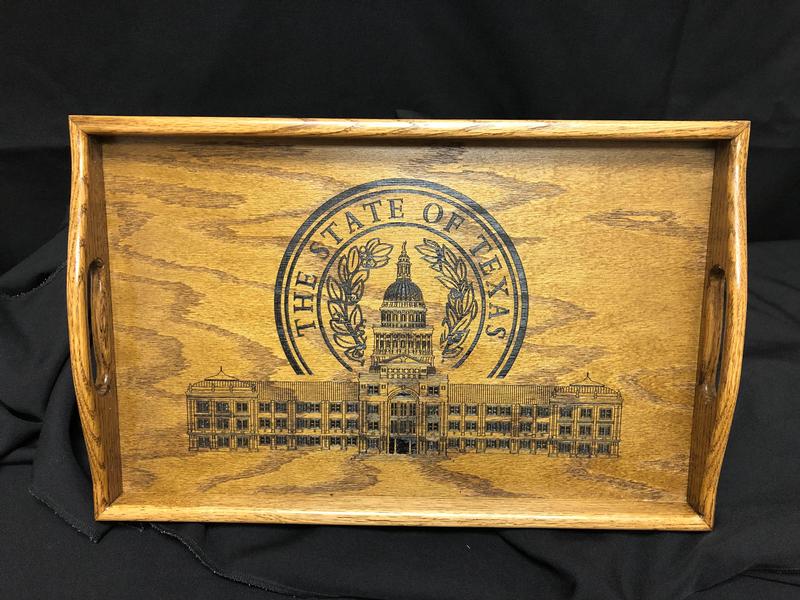 THE STATE OF TEXAS